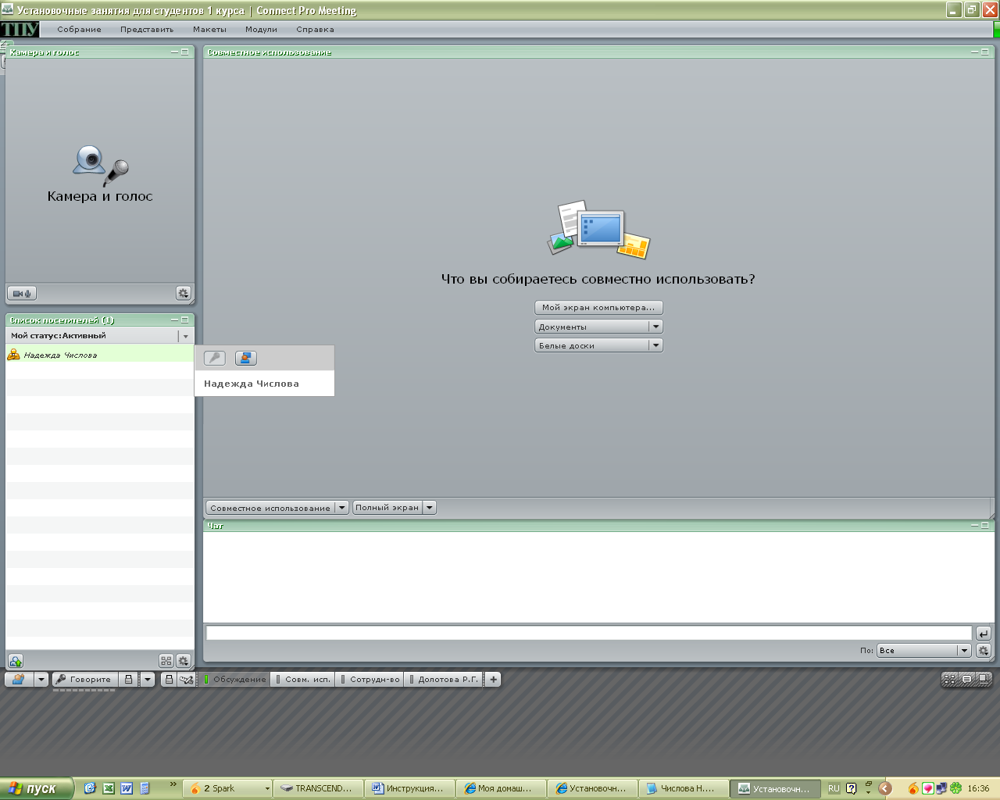 Установочные занятия для студентов 1 курса | Connect Pro Meeting
ТПУ
Собрание Представить Макеты Модули Справка
Камера и голос
Камера и голос
Список посетителей (1)
Мой статус:Активный
Надежда Числова
Надежда Числова
Совместное использование
Что вы собираетесь совместно использовать?
Мой экран компьютера...
Документы
Белые доски
Совместное использование Полный экран
Чат
По: Все
Говорите Обсуждение Совм. исп. Сотрудн-во Долотова Р.Г. +
пуск » 2 Spark TRANSCEND... Инструкция... Моя домаш... Установочн... Числова Н.... Установочн... RU 16:36